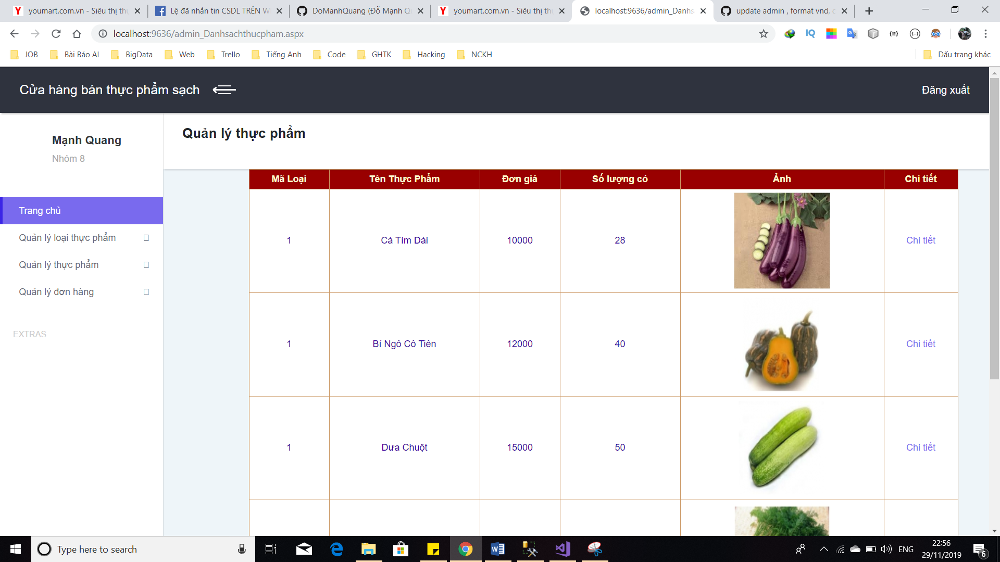 youmart.com.vn - Siêu thị thự
Lệ đã nhắn tin CSDL TRÊN W
DoManhQuang (Đỗ Mạnh Q
youmart.com.vn - Siêu thị thự
localhost:9636/admin_Danhs
update admin , format vnd, c
localhost:9636/admin_Danhsachthucpham.aspx
IQ
JOB
Bài Báo AI
BigData
Web
Trello
Tiếng Anh
Code
GHTK
Hacking
NCKH
Dấu trang khác
Cửa hàng bán thực phẩm sạch
Đăng xuất
Mạnh Quang
Nhóm 8
Trang chủ
Quản lý loại thực phẩm
Quản lý thực phẩm
Quản lý đơn hàng
EXTRAS
Quản lý thực phẩm
Mã Loại Tên Thực Phẩm Đơn giá Số lượng có Ảnh Chi tiết
1 Cà Tím Dài 10000 28 Chi tiết
1 Bí Ngô Cô Tiên 12000 40 Chi tiết
1 Dưa Chuột 15000 50 Chi tiết
Type here to search
ENG
22:56
29/11/2019
6